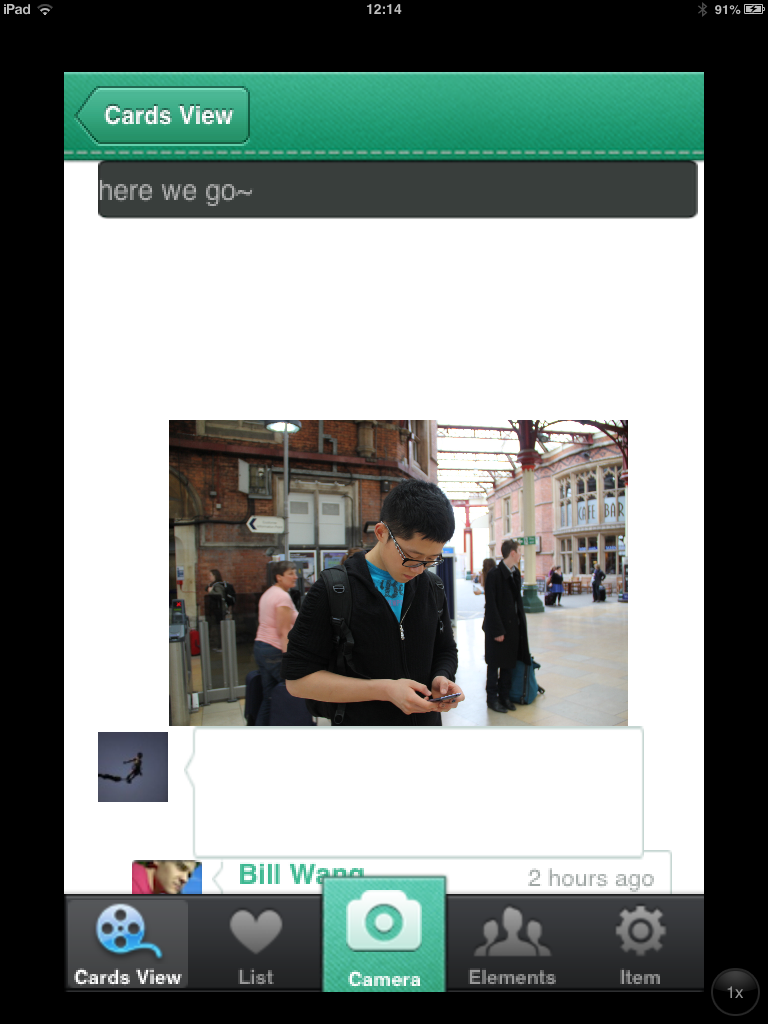 iPad 12:14 91%
Cards View
here we go~
CAFE BAR
Bill Wang 2 hours ago
Cards View List Camera Elements Item
1x